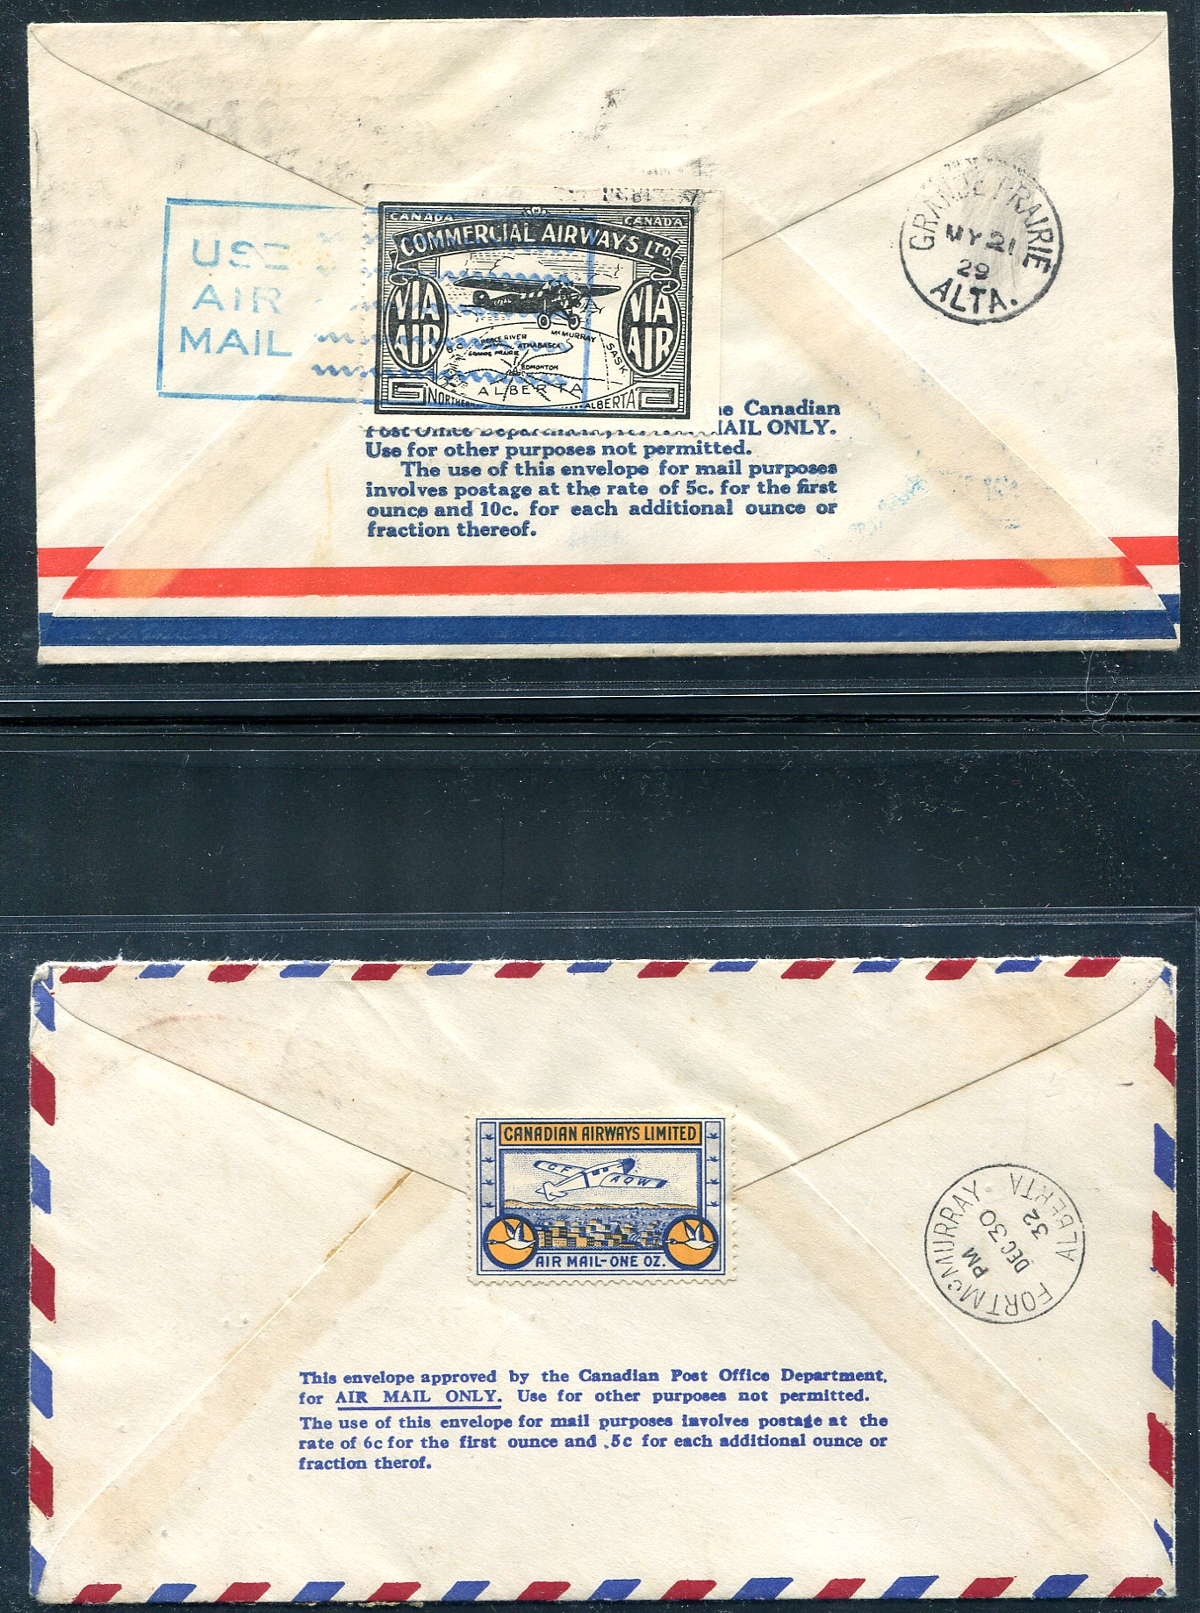 USE
AIR
MAIL
CANADA CANADA
COMMERCIAL AIRWAYS LTD.
VIA
AIR
VIA
AIR
McMURRAY
PEACE RIVER
ATHABASCA
GRANDE PRAIRIE
SASK
EDMONTON
ALBERTA
NORTHERN ALBERTA
GRANDE PRAIRIE
MY 21
29
ALTA.
e Canadian
Post Office AIL ONLY.
Use for other purposes not permitted.
The use of this envelope for mail purposes
involves postage at the rate of 5c. for the first
ounce and 10c. for each additional ounce or
fraction thereof.
CANADIAN AIRWAYS LIMITED
CF
AQW
AIR MAIL-ONE OZ.
FORT McMURRAY
PM
DEC 30
32
ALBERTA
This envelope approved by the Canadian Post Office Department,
for AIR MAIL ONLY. Use for other purposes not permitted.
The use of this envelope for mail purposes involves postage at the
rate of 6c for the first ounce and .5c for each additional ounce or
fraction therof.